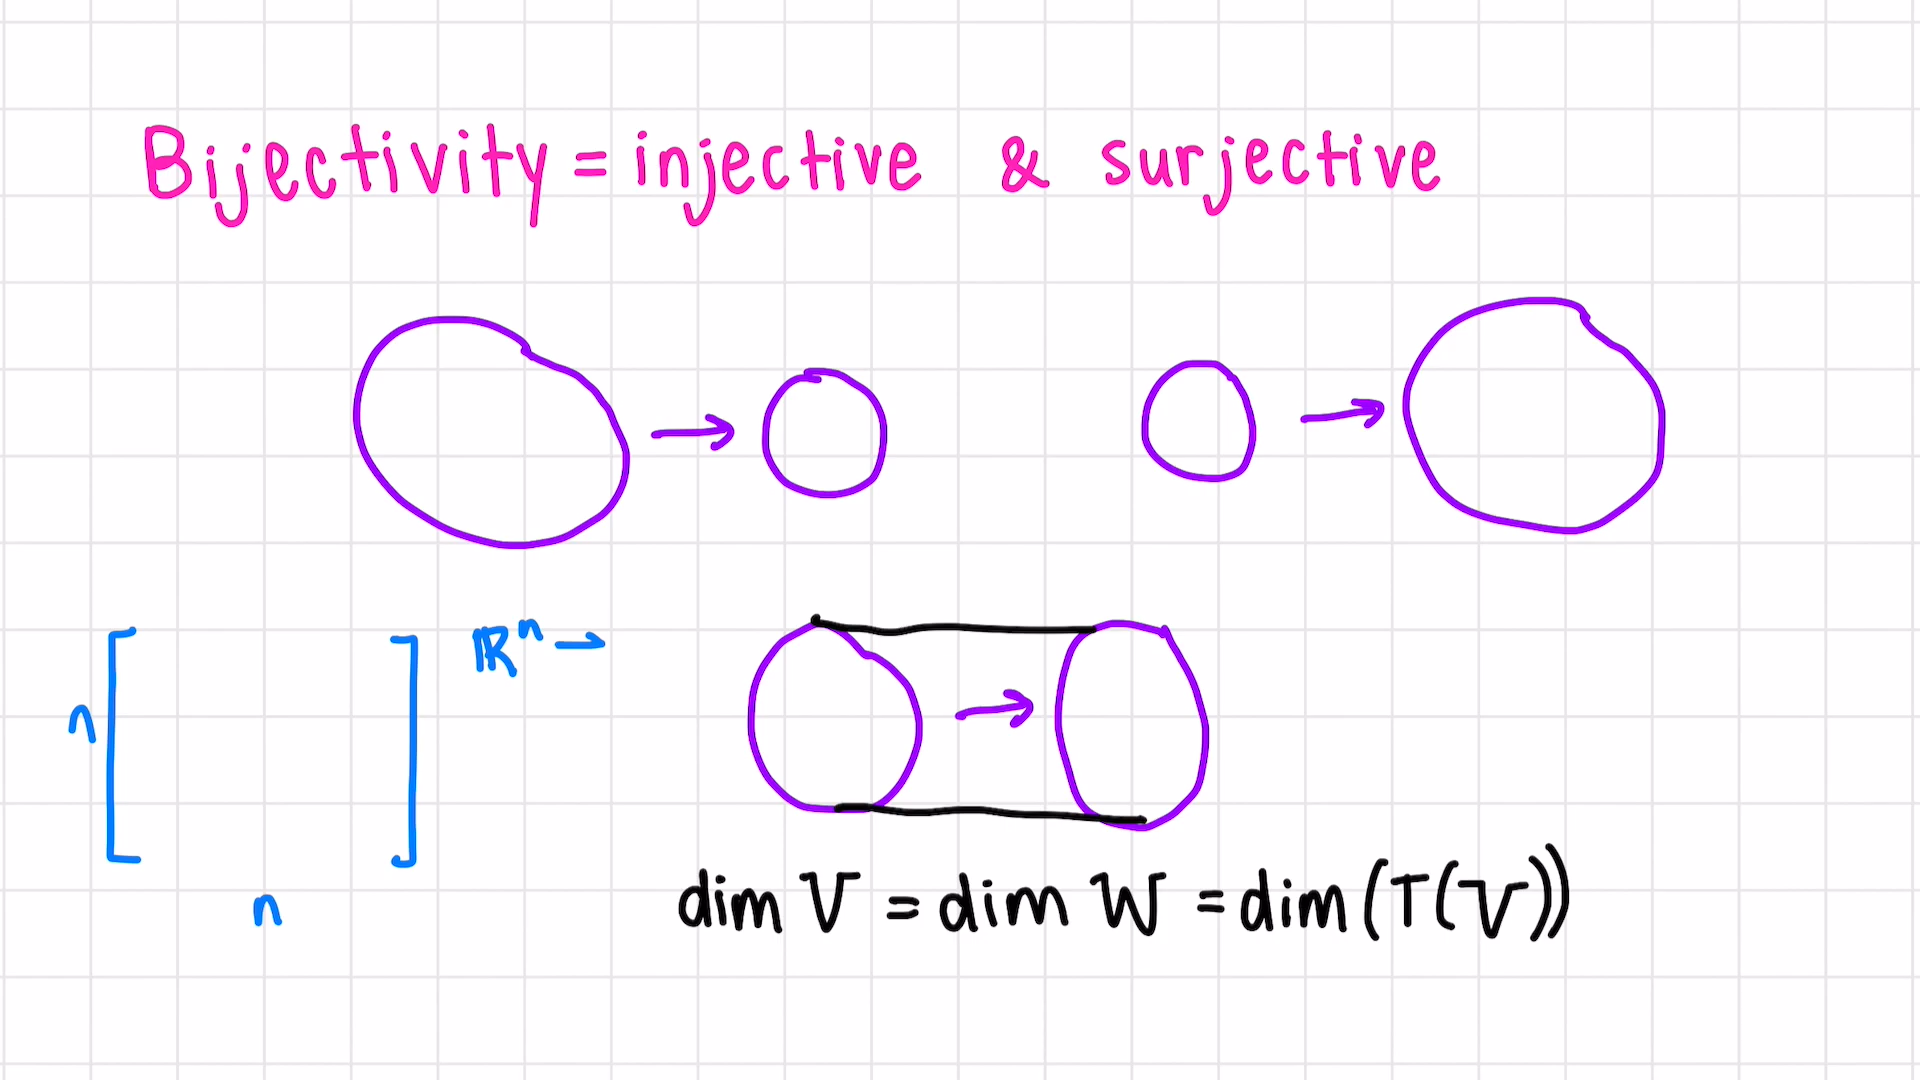 Bijectivity = injective & surjective
ℝⁿ →
n
n
dim V = dim W = dim(T(V))